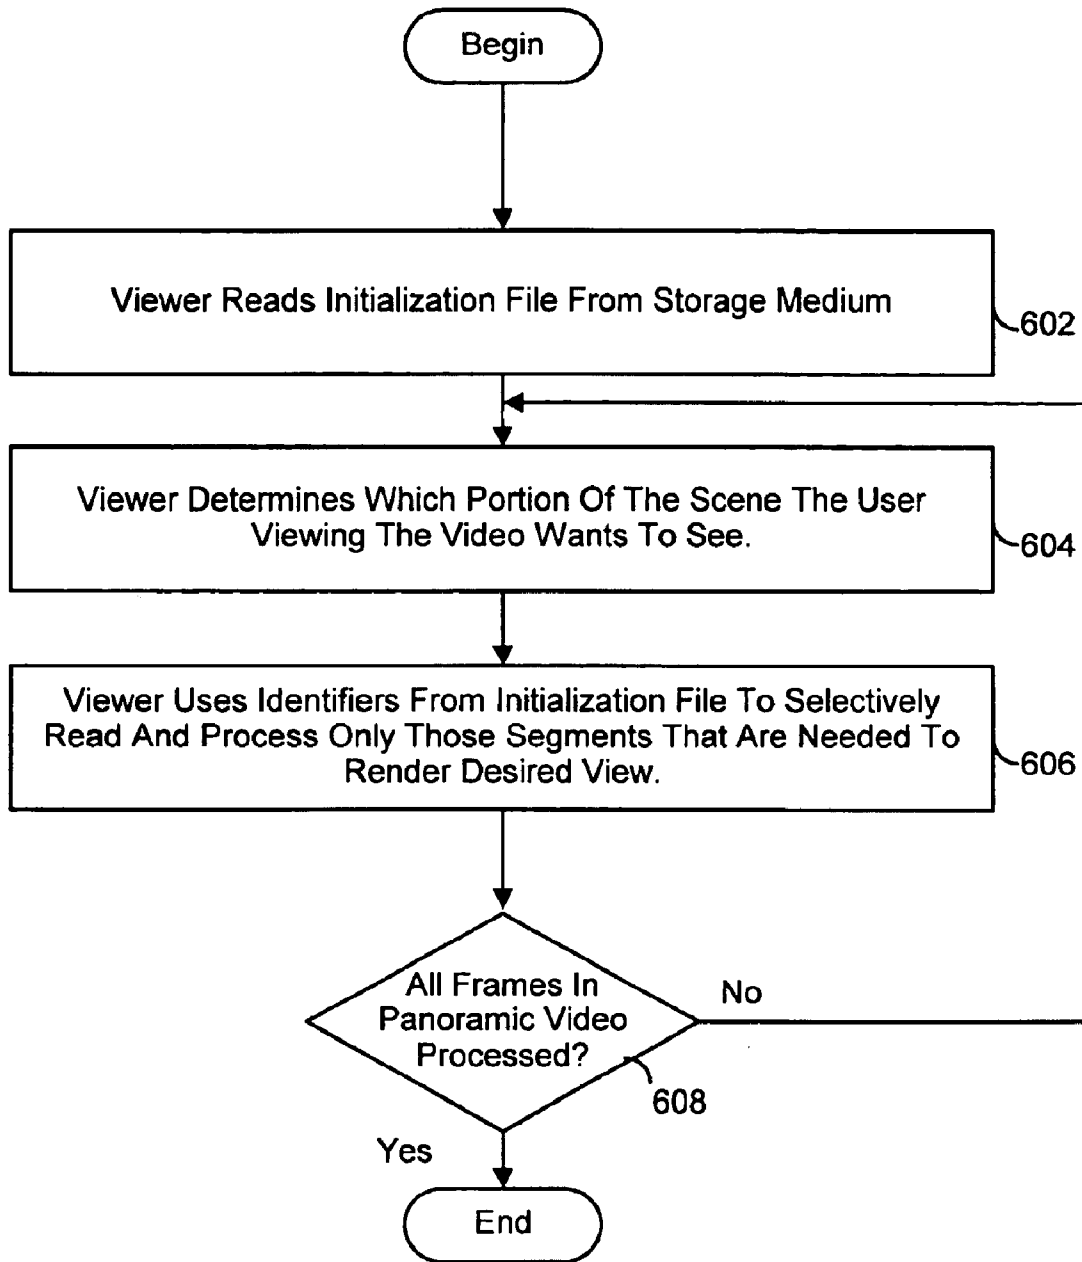 Begin
Viewer Reads Initialization File From Storage Medium
602
Viewer Determines Which Portion Of The Scene The User
Viewing The Video Wants To See.
604
Viewer Uses Identifiers From Initialization File To Selectively
Read And Process Only Those Segments That Are Needed To
Render Desired View.
606
All Frames In
Panoramic Video
Processed?
No
608
Yes
End